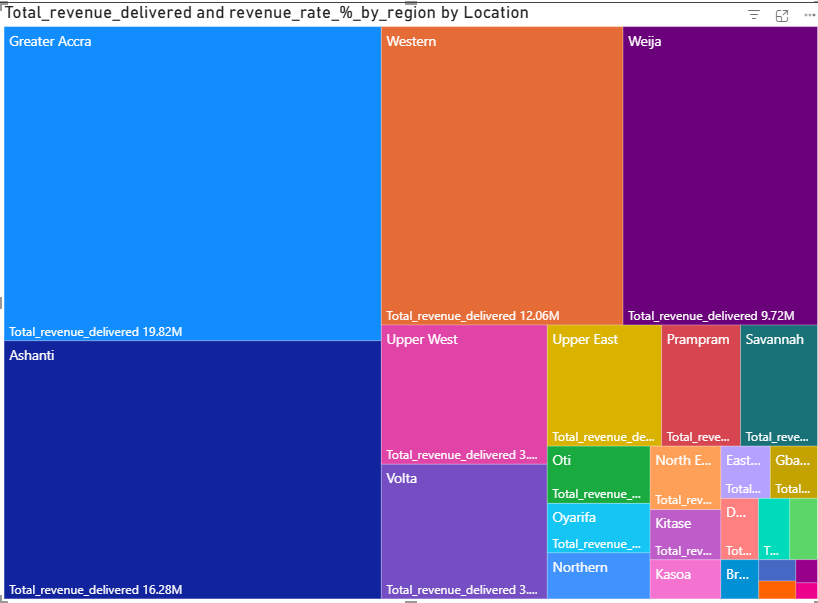 Total_revenue_delivered and revenue_rate_%_by_region by Location
Greater Accra
Total_revenue_delivered 19.82M
Ashanti
Total_revenue_delivered 16.28M
Western
Total_revenue_delivered 12.06M
Weija
Total_revenue_delivered 9.72M
Upper West
Total_revenue_delivered 3....
Volta
Total_revenue_delivered 3....
Upper East
Total_revenue_de...
Prampram
Total_reve...
Savannah
Total_reve...
Oti
Total_revenue_...
Oyarifa
Total_revenue_...
Northern
North E...
Total_rev...
Kitase
Total_rev...
Kasoa
East...
Total...
Gba...
Total...
D...
Tot...
T...
Br...